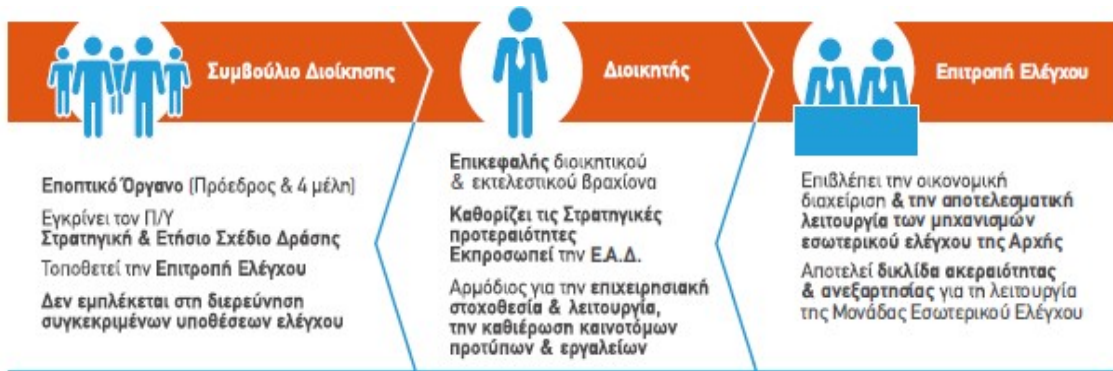 Συμβούλιο Διοίκησης
Εποπτικό Όργανο (Πρόεδρος & 4 μέλη)
Εγκρίνει τον Π/Υ
Στρατηγική & Ετήσιο Σχέδιο Δράσης
Τοποθετεί την Επιτροπή Ελέγχου
Δεν εμπλέκεται στη διερεύνηση
συγκεκριμένων υποθέσεων ελέγχου
Διοικητής
Επικεφαλής διοικητικού
& εκτελεστικού βραχίονα
Καθορίζει τις Στρατηγικές
προτεραιότητες
Εκπροσωπεί την Ε.Α.Δ.
Αρμόδιος για την επιχειρησιακή
στοχοθεσία & λειτουργία,
την καθιέρωση καινοτόμων
προτύπων & εργαλείων
Επιτροπή Ελέγχου
Επιβλέπει την οικονομική
διαχείριση & την αποτελεσματική
λειτουργία των μηχανισμών
εσωτερικού ελέγχου της Αρχής
Αποτελεί δικλίδα ακεραιότητας
& ανεξαρτησίας για τη λειτουργία
της Μονάδας Εσωτερικού Ελέγχου